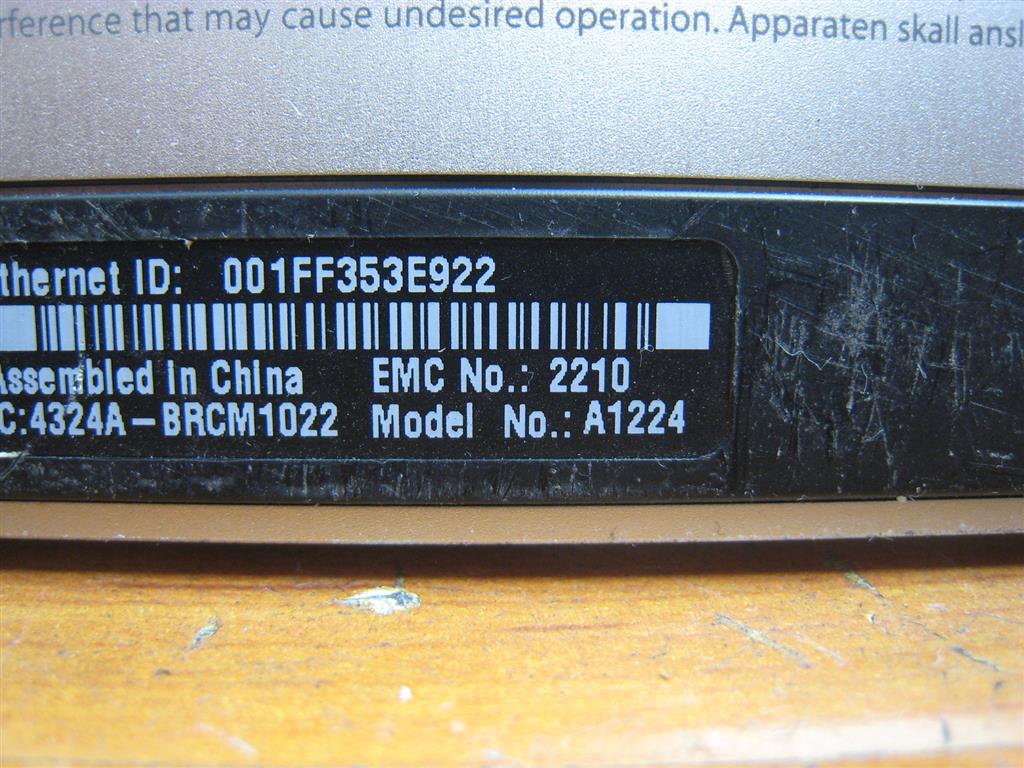 rference that may cause undesired operation. Apparaten skall ansl
thernet ID: 001FF353E922
Assembled in China EMC No.: 2210
C:4324A-BRCM1022 Model No.: A1224